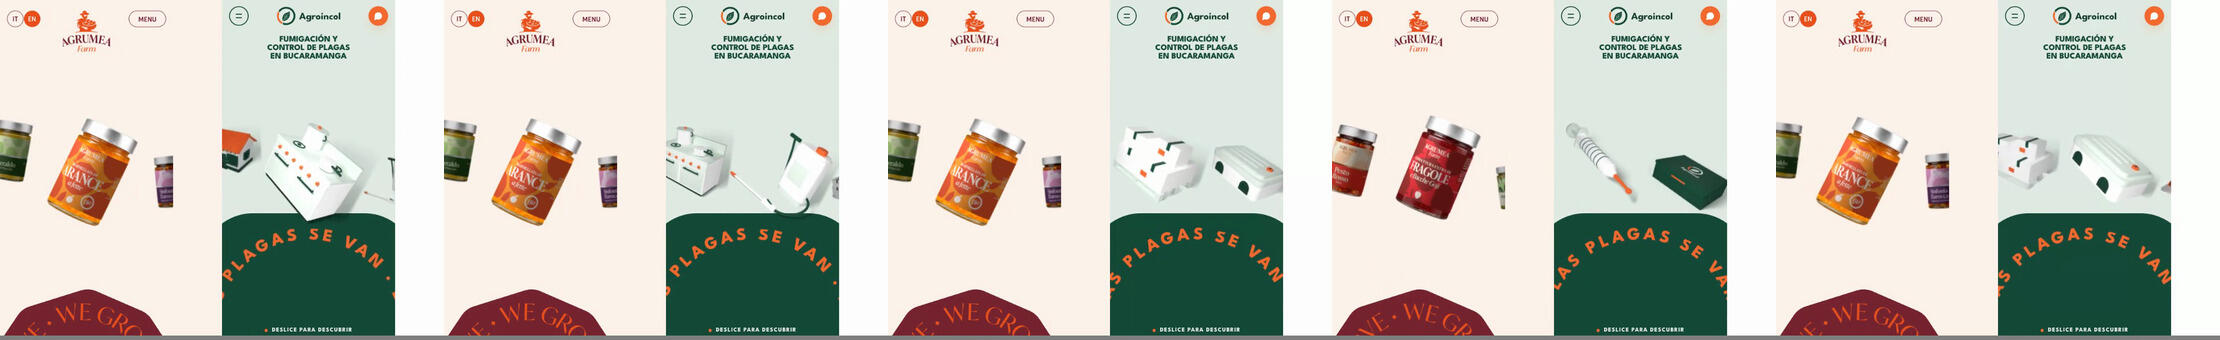 IT EN
AGRUMEA
Farm
MENU
ARANCE
WE GRO
Agroincol
FUMIGACIÓN Y
CONTROL DE PLAGAS
EN BUCARAMANGA
PLAGAS SE VAN
DESLICE PARA DESCUBRIR
IT EN
AGRUMEA
Farm
MENU
ARANCE
WE GRO
Agroincol
FUMIGACIÓN Y
CONTROL DE PLAGAS
EN BUCARAMANGA
PLAGAS SE VAN
DESLICE PARA DESCUBRIR
IT EN
AGRUMEA
Farm
MENU
ARANCE
WE GRO
Agroincol
FUMIGACIÓN Y
CONTROL DE PLAGAS
EN BUCARAMANGA
PLAGAS SE VAN
DESLICE PARA DESCUBRIR
IT EN
AGRUMEA
Farm
MENU
Pesto
Rosso
FRAGOLE
WE GR
Agroincol
FUMIGACIÓN Y
CONTROL DE PLAGAS
EN BUCARAMANGA
PLAGAS SE VA
DESLICE PARA DESCUBRIR
IT EN
AGRUMEA
Farm
MENU
ARANCE
WE GRO
Agroincol
FUMIGACIÓN Y
CONTROL DE PLAGAS
EN BUCARAMANGA
PLAGAS SE VAN
DESLICE PARA DESCUBRIR